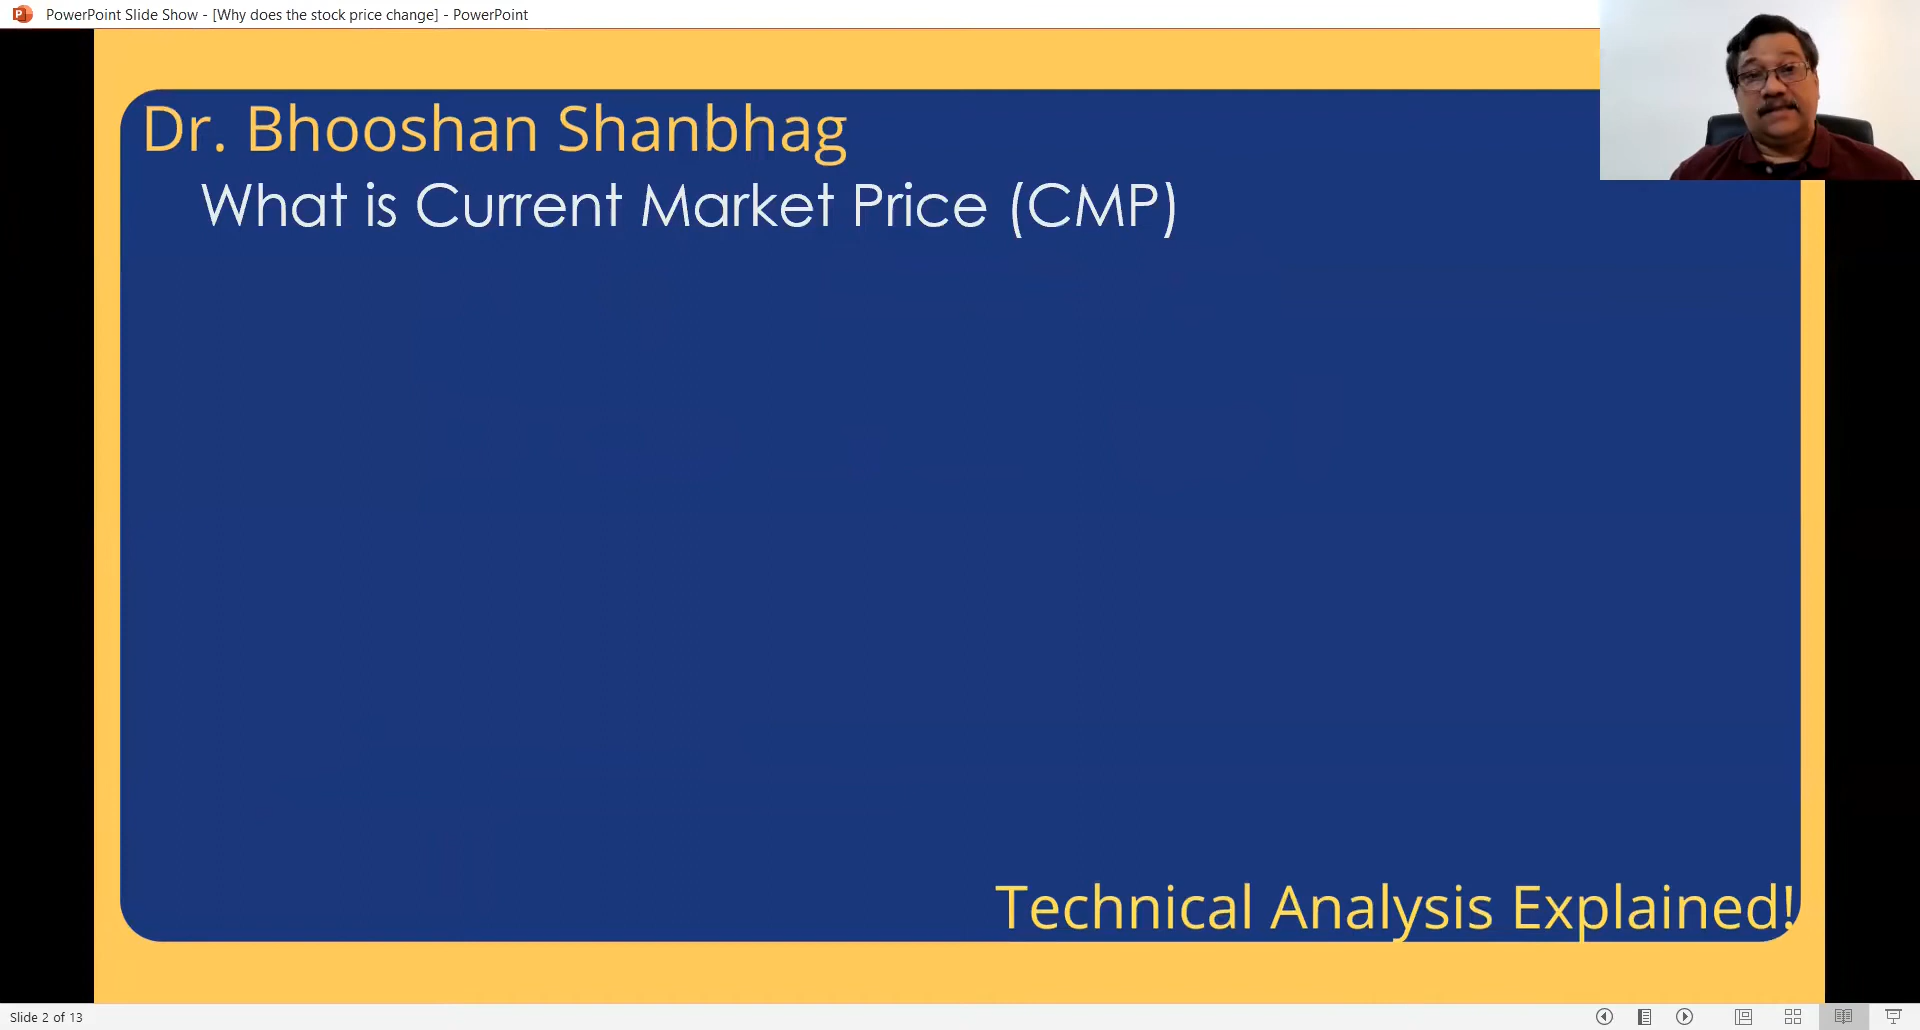 PowerPoint Slide Show - [Why does the stock price change] - PowerPoint
Dr. Bhooshan Shanbhag
What is Current Market Price (CMP)
Technical Analysis Explained!
Slide 2 of 13